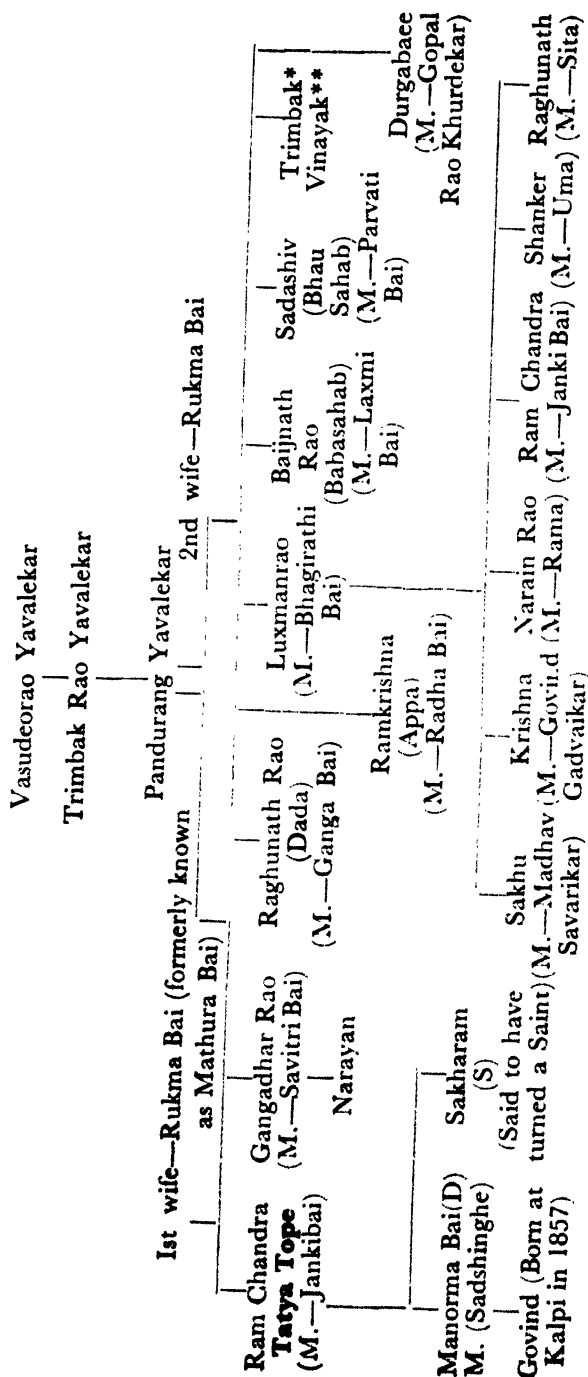 Vasudeorao Yavalekar
Trimbak Rao Yavalekar
Pandurang Yavalekar
Ist wife—Rukma Bai (formerly known
as Mathura Bai)
2nd wife—Rukma Bai
Ram Chandra
Tatya Tope
(M.—Jankibai)
Gangadhar Rao
(M.—Savitri Bai)
Narayan
Raghunath Rao
(Dada)
(M.—Ganga Bai)
Ramkrishna
(Appa)
(M.—Radha Bai)
Luxmanrao
(M.—Bhagirathi
Bai)
Baijnath
Rao
(Babasahab)
(M.—Laxmi
Bai)
Sadashiv
(Bhau
Sahab)
(M.—Parvati
Bai)
Trimbak*
Vinayak**
Durgabaee
(M.—Gopal
Rao Khurdekar)
Manorma Bai(D)
M. (Sadshinghe)
Govind (Born at
Kalpi in 1857)
Sakharam
(S)
(Said to have
turned a Saint)
Sakhu
(M.—Madhav
Savarikar)
Krishna
(M.—Govind
Gadvaikar)
Narain Rao
(M.—Rama)
Ram Chandra
(M.—Janki Bai)
Shanker
(M.—Uma)
Raghunath
(M.—Sita)